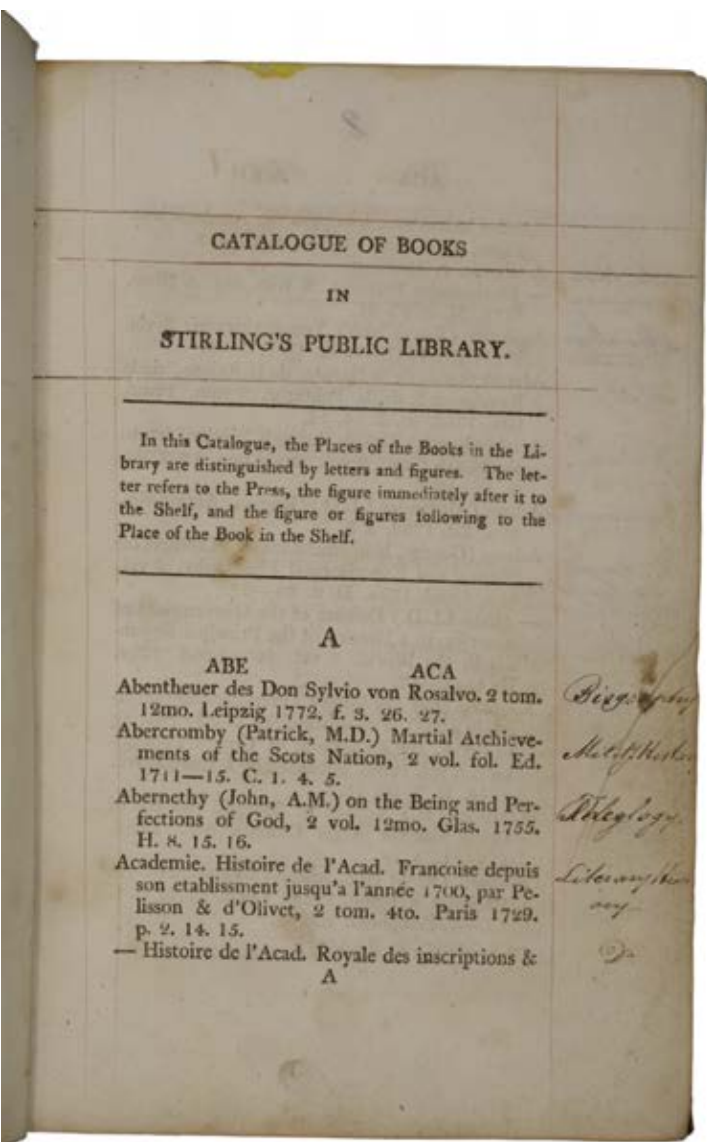 CATALOGUE OF BOOKS
IN
STIRLING'S PUBLIC LIBRARY.
In this Catalogue, the Places of the Books in the Li-
brary are distinguished by letters and figures. The let-
ter refers to the Press, the figure immediately after it to
the Shelf, and the figure or figures following to the
Place of the Book in the Shelf.
A
ABE ACA
Abentheuer des Don Sylvio von Rosalvo. 2 tom.
12mo. Leipzig 1772. f. 3. 26. 27.
Biography
Abercromby (Patrick, M.D.) Martial Atchieve-
ments of the Scots Nation, 2 vol. fol. Ed.
1711—15. C. 1. 4. 5.
Abernethy (John, A.M.) on the Being and Per-
fections of God, 2 vol. 12mo. Glas. 1755.
H. 8. 15. 16.
Theology.
Academie. Histoire de l'Acad. Francoise depuis
son etablissment jusqu'a l'année 1700, par Pe-
lisson & d'Olivet, 2 tom. 4to. Paris 1729.
p. 2. 14. 15.
Literary Hist-
ory
— Histoire de l'Acad. Royale des inscriptions &
A